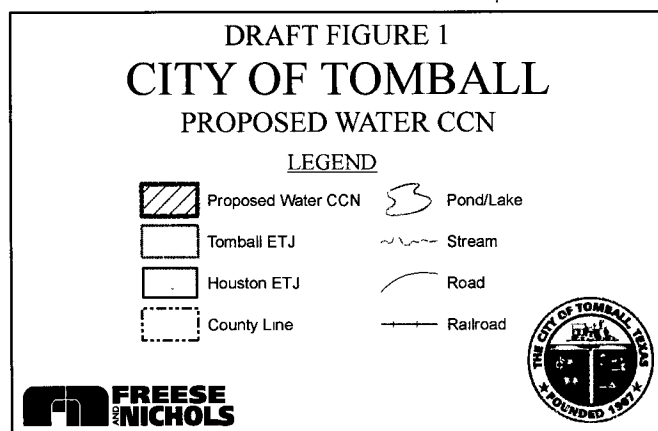 DRAFT FIGURE 1
CITY OF TOMBALL
PROPOSED WATER CCN
LEGEND
Proposed Water CCN
Tomball ETJ
Houston ETJ
County Line
Pond/Lake
Stream
Road
Railroad
THE CITY OF TOMBALL, TEXAS
FOUNDED 1907
FREESE
AND NICHOLS